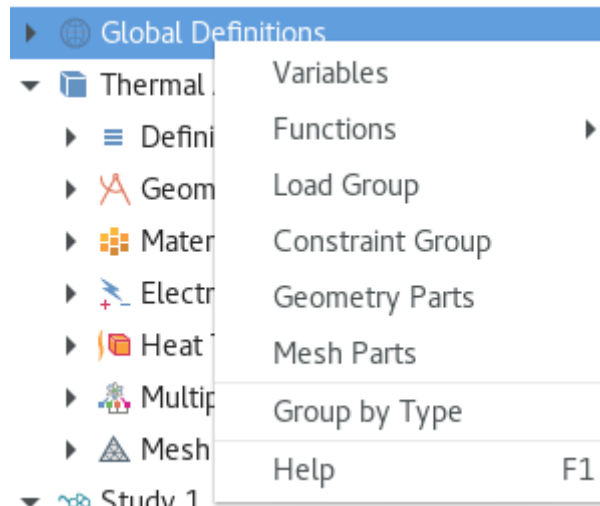 Global Definitions
Variables
Thermal
Functions
Defini
Load Group
Geom
Constraint Group
Mater
Geometry Parts
Electr
Mesh Parts
Heat
Multip
Group by Type
Mesh
Help F1
Study 1